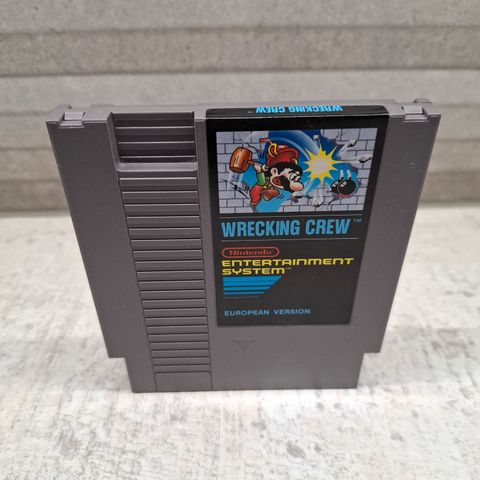 WRECKING CREW
WRECKING CREW™
Nintendo
ENTERTAINMENT
SYSTEM™
EUROPEAN VERSION